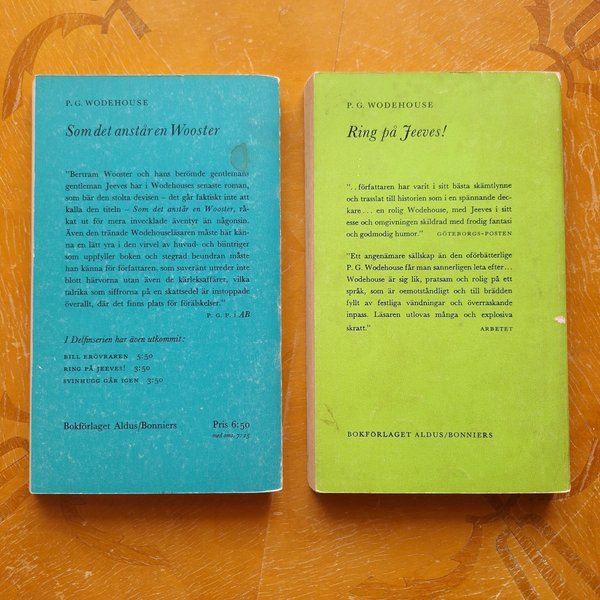 P. G. WODEHOUSE
Som det anstår en Wooster
"Bertram Wooster och hans berömde gentlemans
gentleman Jeeves har i Wodehouses senaste roman,
som bär den stolta devisen – det går faktiskt inte att
kalla den titeln – Som det anstår en Wooster, rå-
kat ut för mera invecklade äventyr än någonsin.
Även den tränade Wodehouseläsaren måste här kän-
na en lätt yra i den virvel av huvud- och biintriger
som uppfyller boken och stegrad beundran måste
han känna för författaren, som suveränt utreder inte
blott härvorna utan även de kärleksaffärer, vilka
talrika som siffrorna på en skattsedel är instoppade
överallt, där det finns plats för förälskelser."
P. G. P. i AB
I Delfinserien har även utkommit:
BILL EROVRAREN 5:50
RING PÅ JEEVES! 3:50
SVINHUGG GÅR IGEN 3:50
Bokförlaget Aldus/Bonniers Pris 6:50
med oms. 7:15
P. G. WODEHOUSE
Ring på Jeeves!
". . författaren har varit i sitt bästa skämtlynne
och trasslat till historien som i en spännande dec-
kare . . . en rolig Wodehouse, med Jeeves i sitt
esse och omgivningen skildrad med frodig fantasi
och godmodig humor." GÖTEBORGS-POSTEN
"Ett angenämare sällskap än den oförbätterlige
P. G. Wodehouse får man sannerligen leta efter . . .
Wodehouse är sig lik, pratsam och rolig på ett
språk, som är oemotståndligt och till brädden
fyllt av festliga vändningar och överraskande
inpass. Läsaren utlovas många och explosiva
skratt." ARBETET
BOKFÖRLAGET ALDUS/BONNIERS